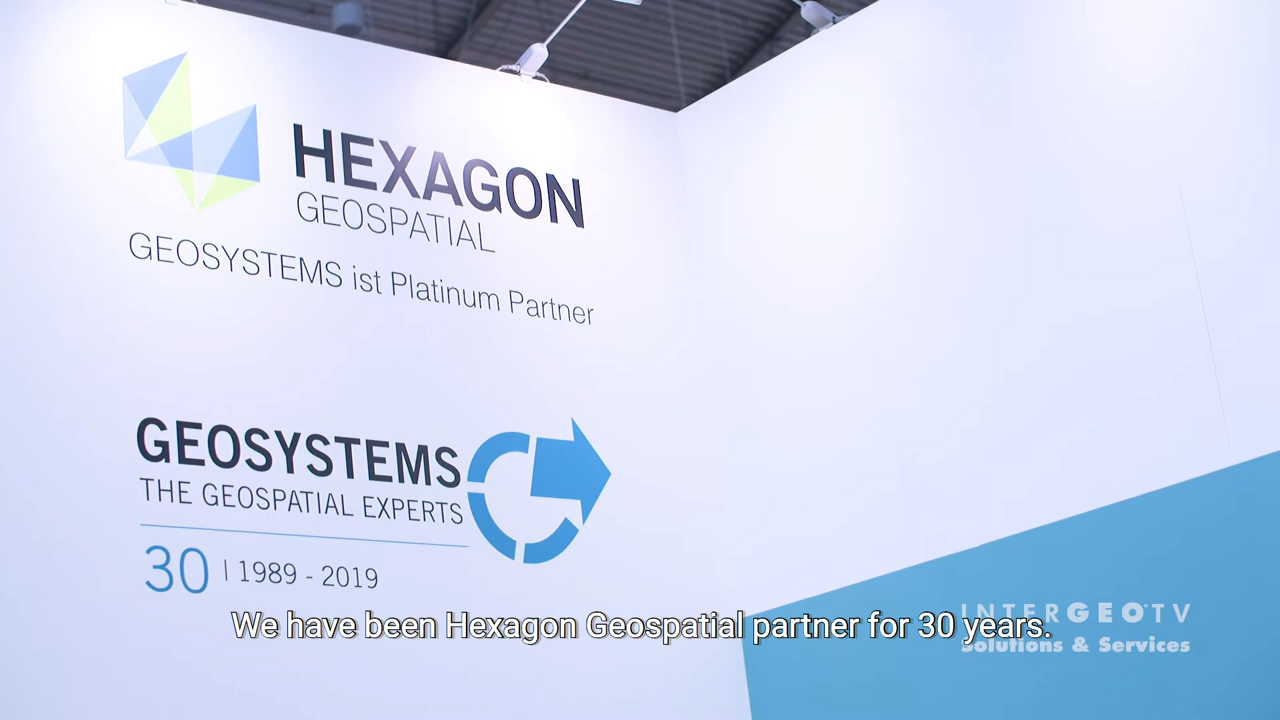 HEXAGON
GEOSPATIAL
GEOSYSTEMS ist Platinum Partner
GEOSYSTEMS
THE GEOSPATIAL EXPERTS
30 | 1989 - 2019
We have been Hexagon Geospatial partner for 30 years.
INTERGEO TV
Solutions & Services